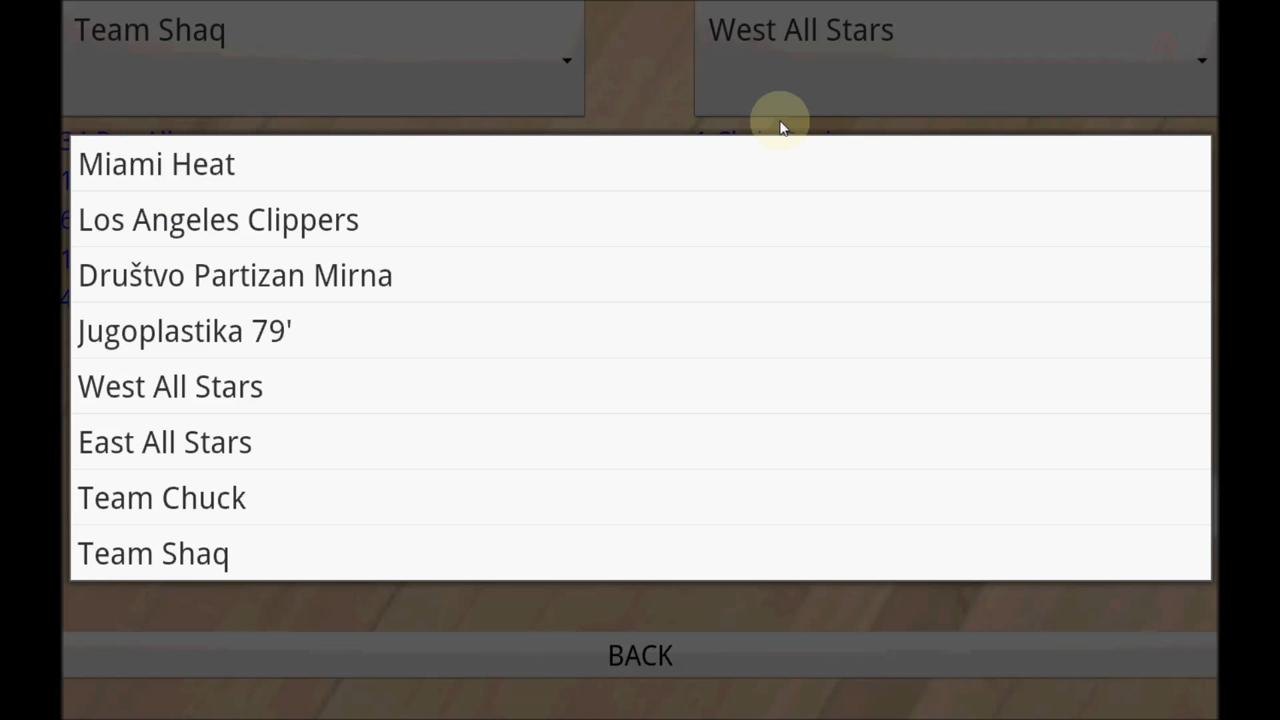 Team Shaq
West All Stars
Miami Heat
Los Angeles Clippers
Društvo Partizan Mirna
Jugoplastika 79'
West All Stars
East All Stars
Team Chuck
Team Shaq
BACK